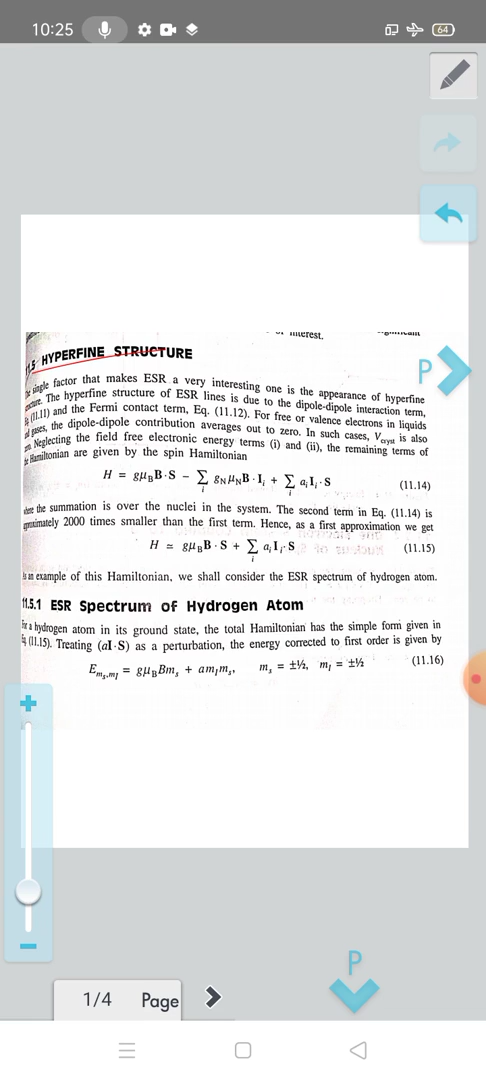 10:25
64
of interest.
11.5 HYPERFINE STRUCTURE
single factor that makes ESR a very interesting one is the appearance of hyperfine
The hyperfine structure of ESR lines is due to the dipole-dipole interaction term,
(11.11) and the Fermi contact term, Eq. (11.12). For free or valence electrons in liquids
gases, the dipole-dipole contribution averages out to zero. In such cases, V_cryst is also
Neglecting the field free electronic energy terms (i) and (ii), the remaining terms of
Hamiltonian are given by the spin Hamiltonian
H = gμ_B B·S − Σ_i g_N μ_N B·I_i + Σ_i a_i I_i·S (11.14)
where the summation is over the nuclei in the system. The second term in Eq. (11.14) is
approximately 2000 times smaller than the first term. Hence, as a first approximation we get
H ≃ gμ_B B·S + Σ_i a_i I_i·S (11.15)
As an example of this Hamiltonian, we shall consider the ESR spectrum of hydrogen atom.
11.5.1 ESR Spectrum of Hydrogen Atom
For a hydrogen atom in its ground state, the total Hamiltonian has the simple form given in
Eq. (11.15). Treating (aI·S) as a perturbation, the energy corrected to first order is given by
E_{m_s,m_I} = gμ_B Bm_s + am_I m_s, m_s = ±½, m_I = ±½ (11.16)
P
P
1/4 Page